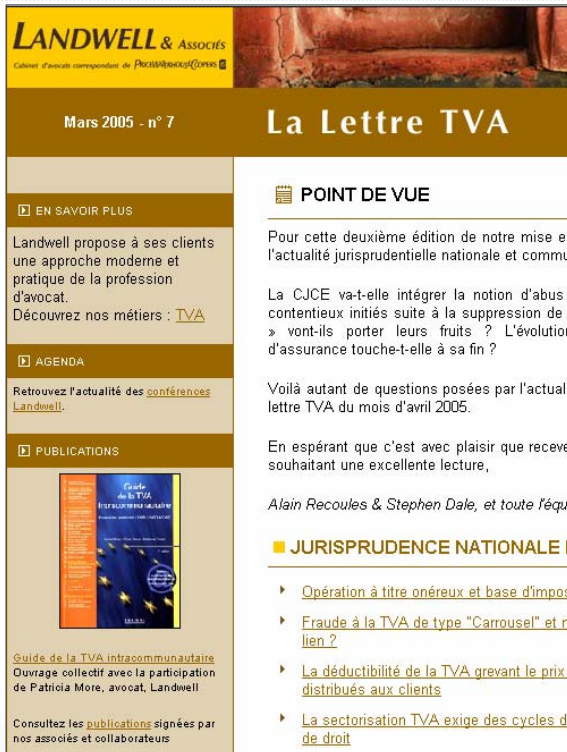 LANDWELL & ASSOCIÉS
Cabinet d'avocats correspondant de PRICEWATERHOUSECOOPERS
Mars 2005 - n° 7
La Lettre TVA
EN SAVOIR PLUS
Landwell propose à ses clients
une approche moderne et
pratique de la profession
d'avocat.
Découvrez nos métiers : TVA
AGENDA
Retrouvez l'actualité des conférences
Landwell.
PUBLICATIONS
Guide
de la TVA
Intracommunautaire
Guide de la TVA intracommunautaire
Ouvrage collectif avec la participation
de Patricia More, avocat, Landwell
Consultez les publications signées par
nos associés et collaborateurs
POINT DE VUE
Pour cette deuxième édition de notre mise e
l'actualité jurisprudentielle nationale et commu
La CJCE va-t-elle intégrer la notion d'abus
contentieux initiés suite à la suppression de
» vont-ils porter leurs fruits ? L'évolution
d'assurance touche-t-elle à sa fin ?
Voilà autant de questions posées par l'actual
lettre TVA du mois d'avril 2005.
En espérant que c'est avec plaisir que receve
souhaitant une excellente lecture,
Alain Recoules & Stephen Dale, et toute l'équ
JURISPRUDENCE NATIONALE
Opération à titre onéreux et base d'impos
Fraude à la TVA de type "Carrousel" et
lien ?
La déductibilité de la TVA grevant le prix
distribués aux clients
La sectorisation TVA exige des cycles d
de droit